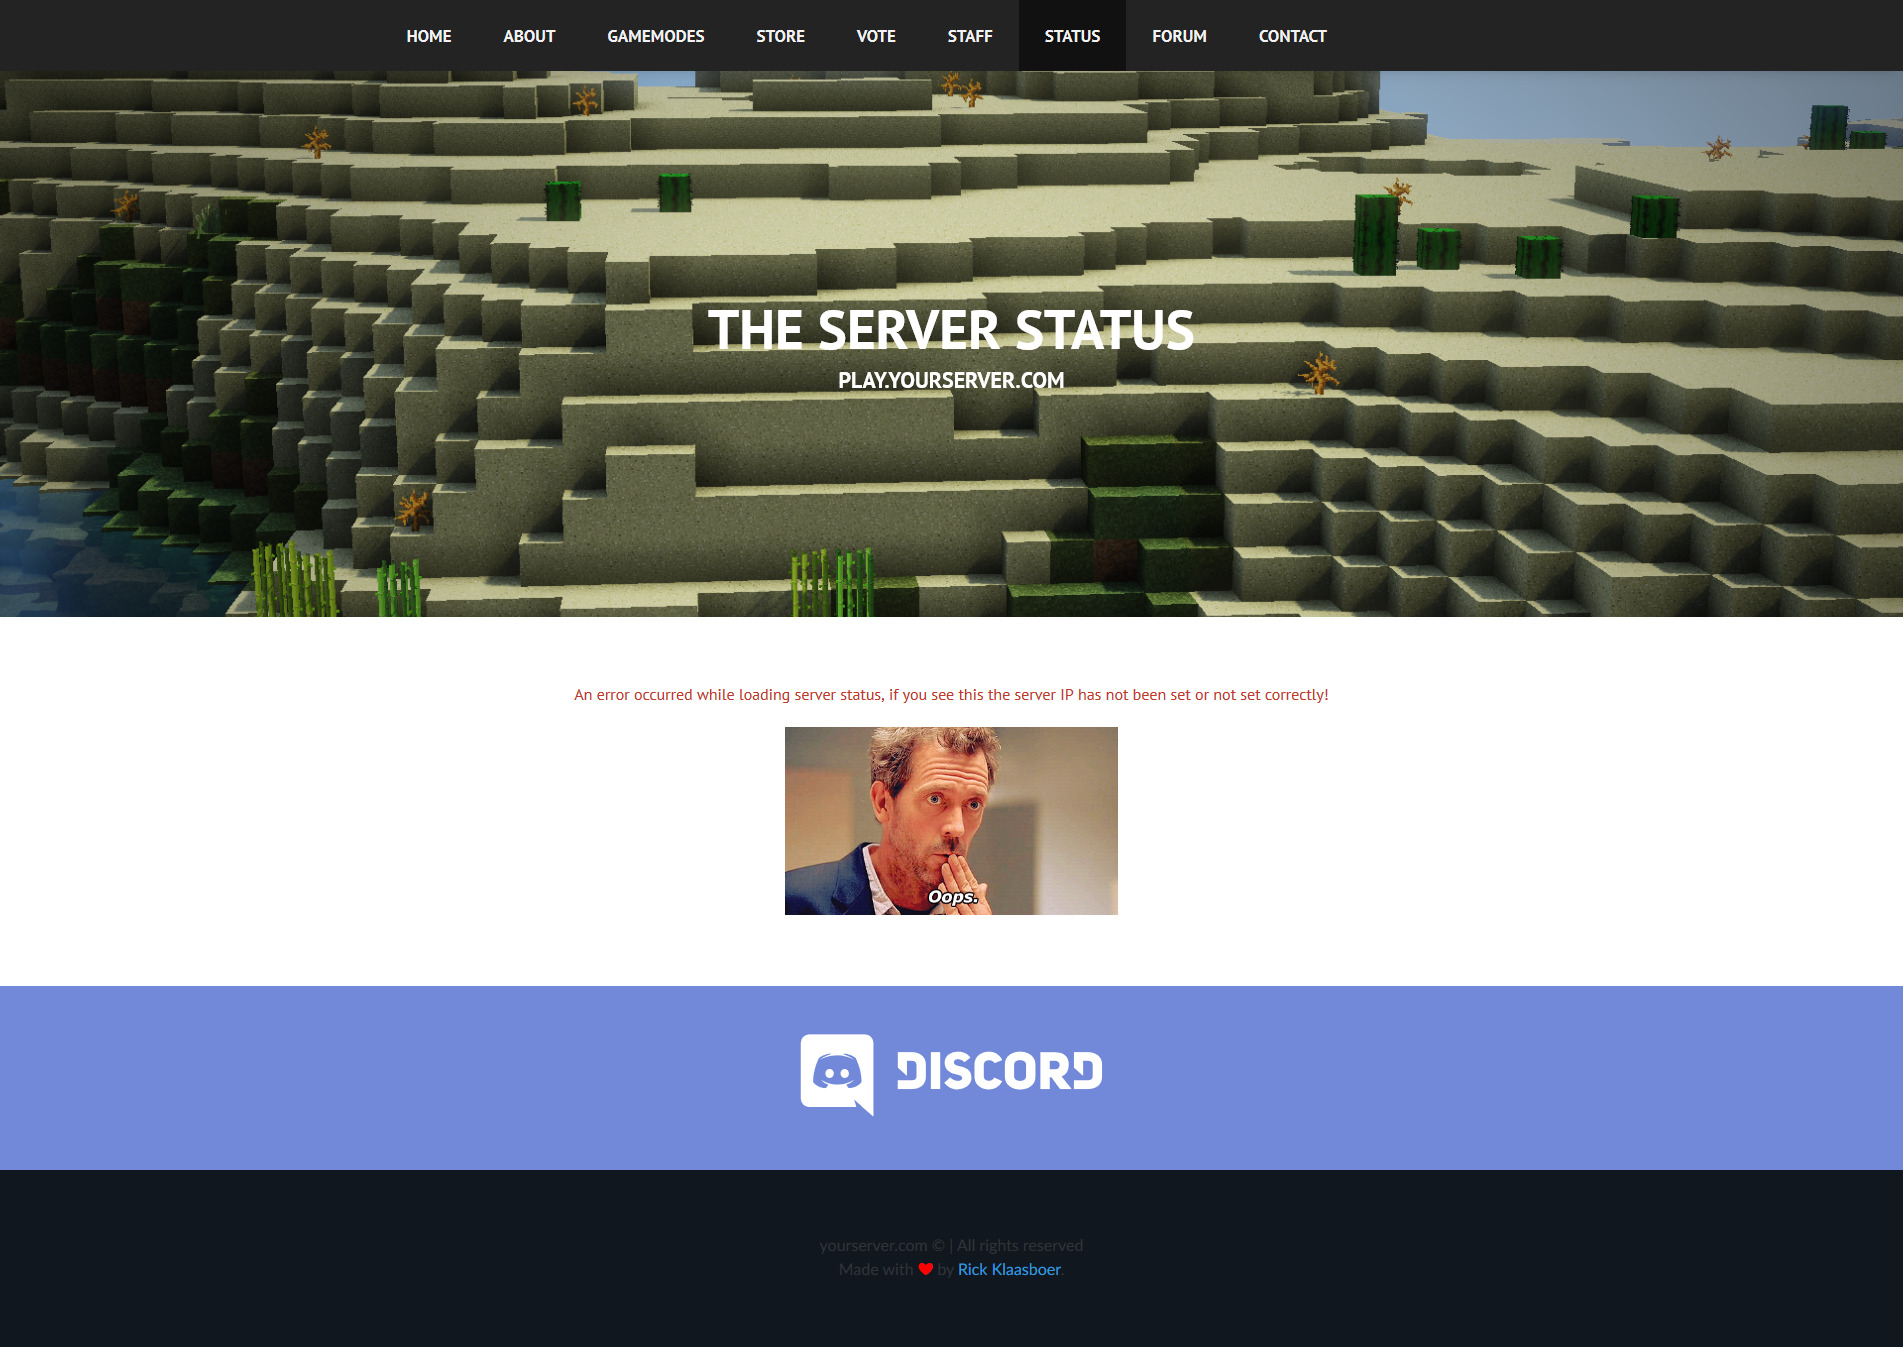 HOME ABOUT GAMEMODES STORE VOTE STAFF STATUS FORUM CONTACT
THE SERVER STATUS
PLAY.YOURSERVER.COM
An error occurred while loading server status, if you see this the server IP has not been set or not set correctly!
Oops.
DISCORD
yourserver.com © | All rights reserved
Made with ❤ by Rick Klaasboer.